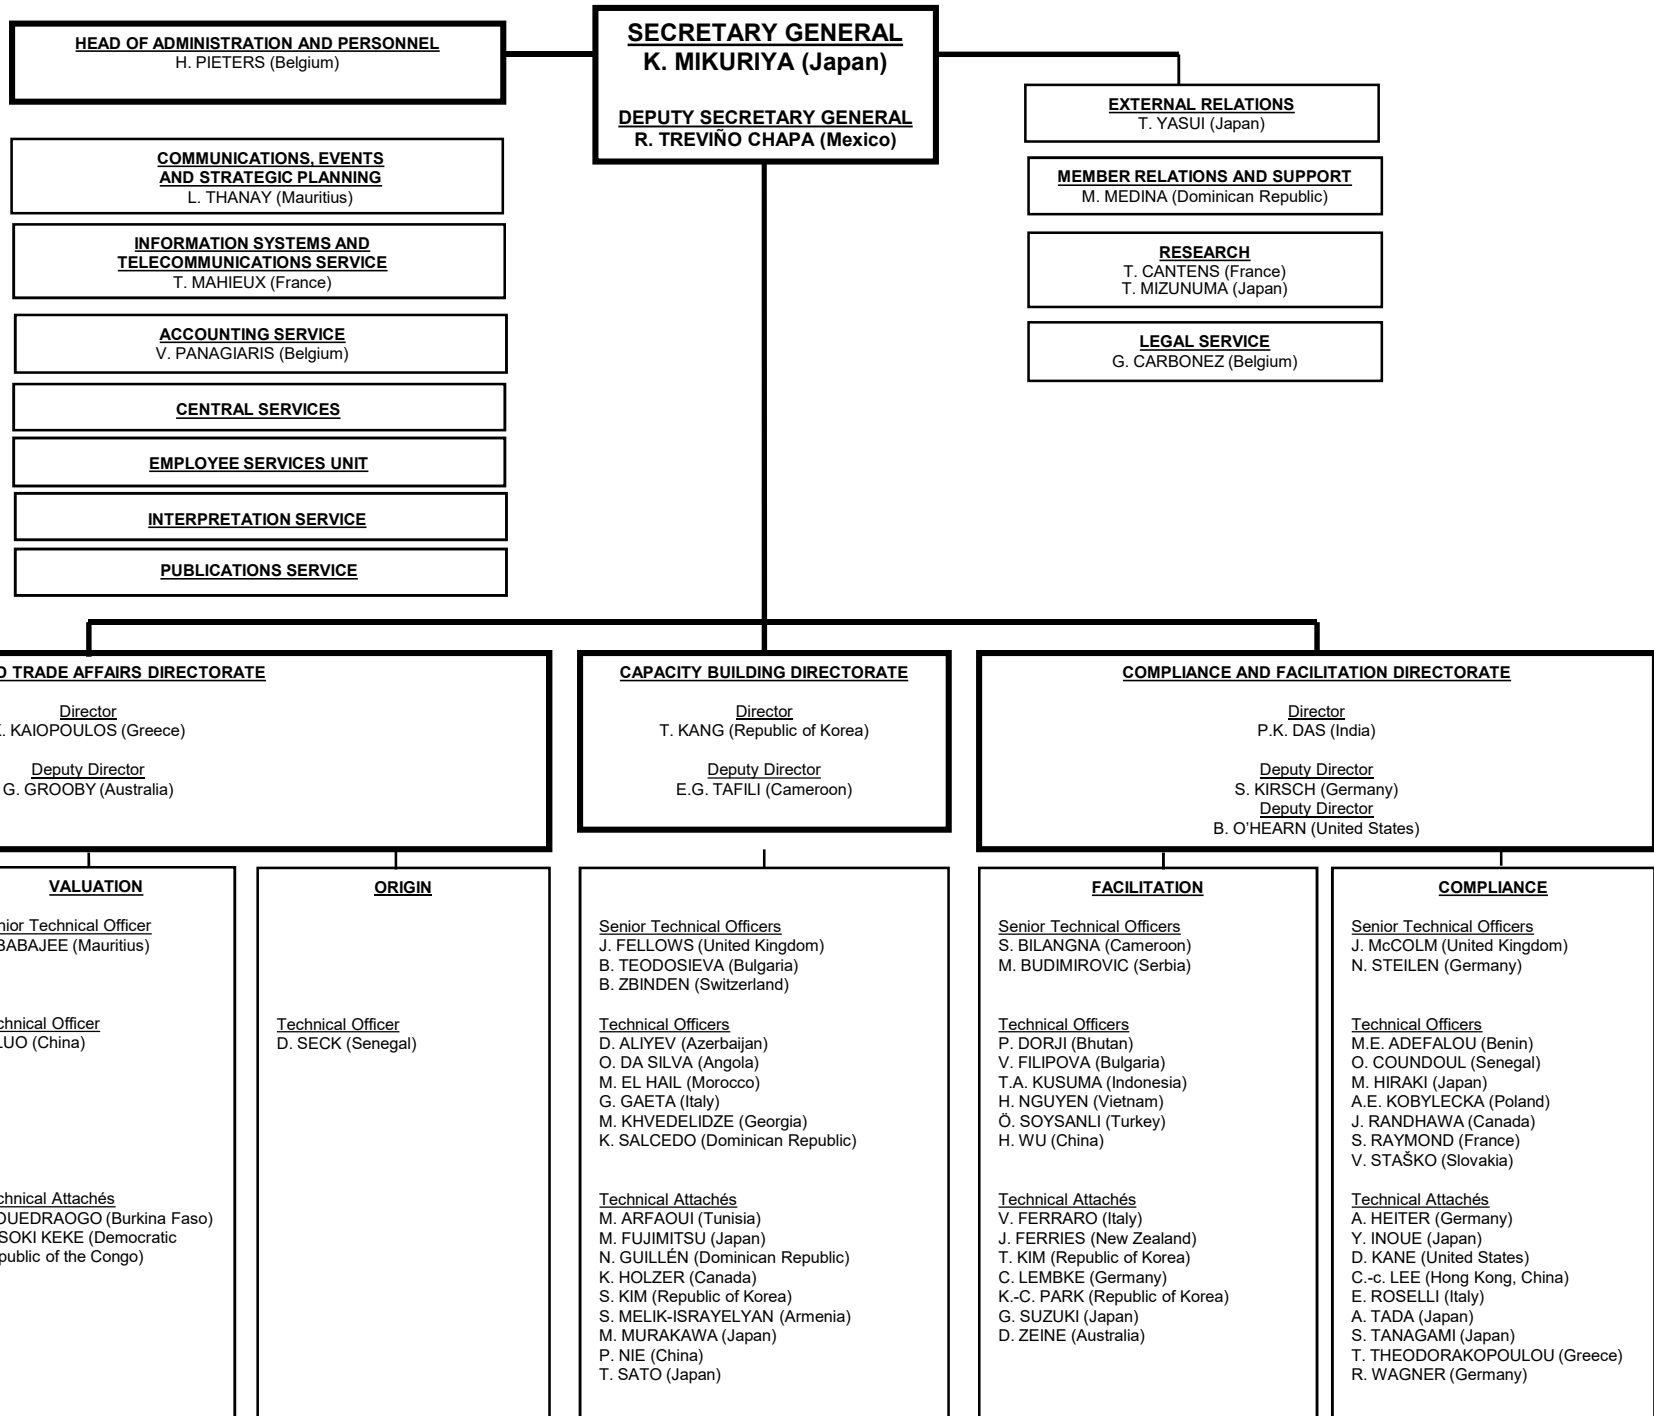 HEAD OF ADMINISTRATION AND PERSONNEL
H. PIETERS (Belgium)
SECRETARY GENERAL
K. MIKURIYA (Japan)
DEPUTY SECRETARY GENERAL
R. TREVIÑO CHAPA (Mexico)
EXTERNAL RELATIONS
T. YASUI (Japan)
MEMBER RELATIONS AND SUPPORT
M. MEDINA (Dominican Republic)
RESEARCH
T. CANTENS (France)
T. MIZUNUMA (Japan)
LEGAL SERVICE
G. CARBONEZ (Belgium)
COMMUNICATIONS, EVENTS
AND STRATEGIC PLANNING
L. THANAY (Mauritius)
INFORMATION SYSTEMS AND
TELECOMMUNICATIONS SERVICE
T. MAHIEUX (France)
ACCOUNTING SERVICE
V. PANAGIARIS (Belgium)
CENTRAL SERVICES
EMPLOYEE SERVICES UNIT
INTERPRETATION SERVICE
PUBLICATIONS SERVICE
TRADE AFFAIRS DIRECTORATE
Director
KAIOPOULOS (Greece)
Deputy Director
G. GROOBY (Australia)
CAPACITY BUILDING DIRECTORATE
Director
T. KANG (Republic of Korea)
Deputy Director
E.G. TAFILI (Cameroon)
COMPLIANCE AND FACILITATION DIRECTORATE
Director
P.K. DAS (India)
Deputy Director
S. KIRSCH (Germany)
Deputy Director
B. O’HEARN (United States)
VALUATION
Technical Officer
BABAJEE (Mauritius)
Officer
LUO (China)
Attachés
OUEDRAOGO (Burkina Faso)
KEKE (Democratic
of the Congo)
ORIGIN
Technical Officer
D. SECK (Senegal)
Senior Technical Officers
J. FELLOWS (United Kingdom)
B. TEODOSIEVA (Bulgaria)
B. ZBINDEN (Switzerland)
Technical Officers
D. ALIYEV (Azerbaijan)
O. DA SILVA (Angola)
M. EL HAIL (Morocco)
G. GAETA (Italy)
M. KHVEDELIDZE (Georgia)
K. SALCEDO (Dominican Republic)
Technical Attachés
M. ARFAOUI (Tunisia)
M. FUJIMITSU (Japan)
N. GUILLÉN (Dominican Republic)
K. HOLZER (Canada)
S. KIM (Republic of Korea)
S. MELIK-ISRAYELYAN (Armenia)
M. MURAKAWA (Japan)
P. NIE (China)
T. SATO (Japan)
FACILITATION
Senior Technical Officers
S. BILANGNA (Cameroon)
M. BUDIMIROVIC (Serbia)
Technical Officers
P. DORJI (Bhutan)
V. FILIPOVA (Bulgaria)
T.A. KUSUMA (Indonesia)
H. NGUYEN (Vietnam)
Ö. SOYSANLI (Turkey)
H. WU (China)
Technical Attachés
V. FERRARO (Italy)
J. FERRIES (New Zealand)
T. KIM (Republic of Korea)
C. LEMBKE (Germany)
K.-C. PARK (Republic of Korea)
G. SUZUKI (Japan)
D. ZEINE (Australia)
COMPLIANCE
Senior Technical Officers
J. McCOLM (United Kingdom)
N. STEILEN (Germany)
Technical Officers
M.E. ADEFALOU (Benin)
O. COUNDOUL (Senegal)
M. HIRAKI (Japan)
A.E. KOBYLECKA (Poland)
J. RANDHAWA (Canada)
S. RAYMOND (France)
V. STAŠKO (Slovakia)
Technical Attachés
A. HEITER (Germany)
Y. INOUE (Japan)
D. KANE (United States)
C.-c. LEE (Hong Kong, China)
E. ROSELLI (Italy)
A. TADA (Japan)
S. TANAGAMI (Japan)
T. THEODORAKOPOULOU (Greece)
R. WAGNER (Germany)